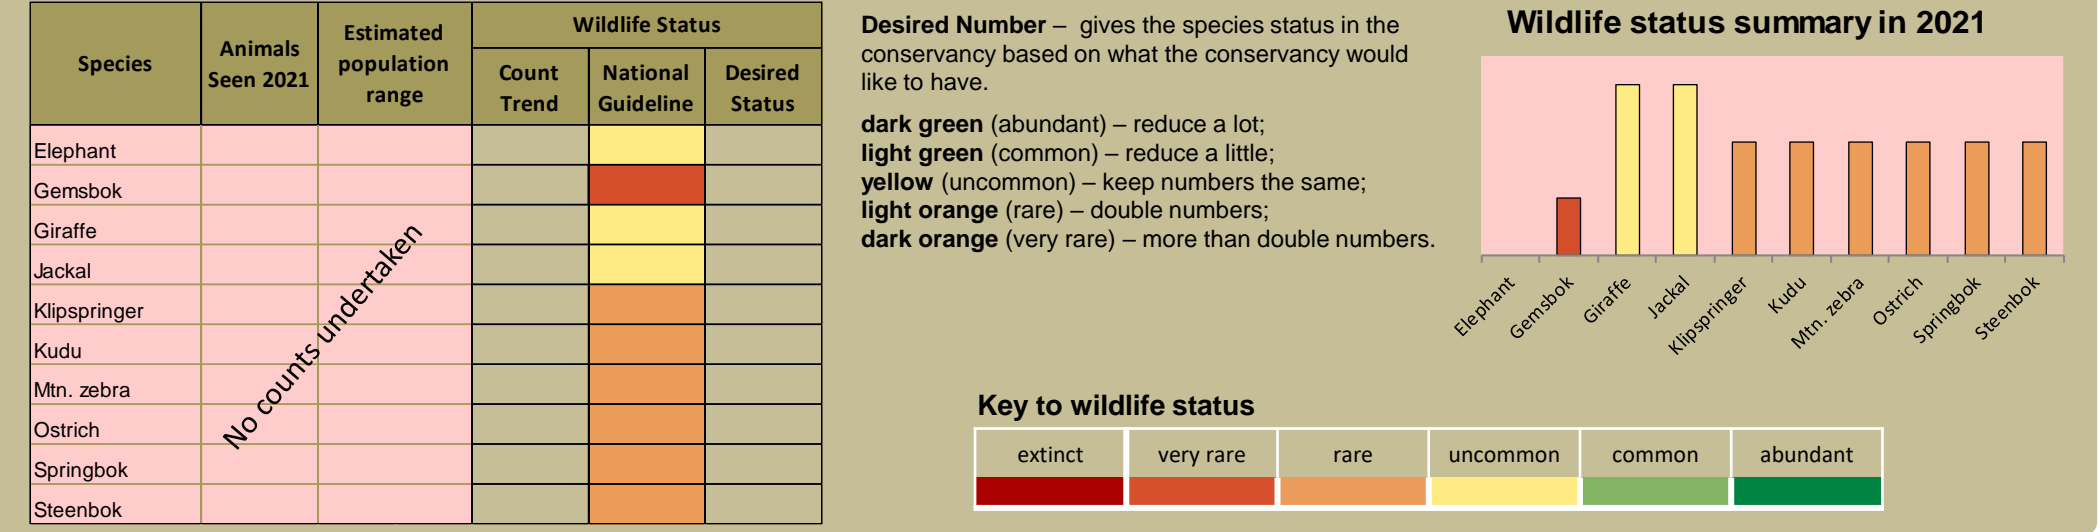 Species
Animals
Seen 2021
Estimated
population
range
Wildlife Status
Count
Trend
National
Guideline
Desired
Status
Elephant
Gemsbok
Giraffe
Jackal
Klipspringer
Kudu
Mtn. zebra
Ostrich
Springbok
Steenbok
No counts undertaken
Desired Number – gives the species status in the
conservancy based on what the conservancy would
like to have.
dark green (abundant) – reduce a lot;
light green (common) – reduce a little;
yellow (uncommon) – keep numbers the same;
light orange (rare) – double numbers;
dark orange (very rare) – more than double numbers.
Wildlife status summary in 2021
Elephant
Gemsbok
Giraffe
Jackal
Klipspringer
Kudu
Mtn. zebra
Ostrich
Springbok
Steenbok
Key to wildlife status
extinct
very rare
rare
uncommon
common
abundant